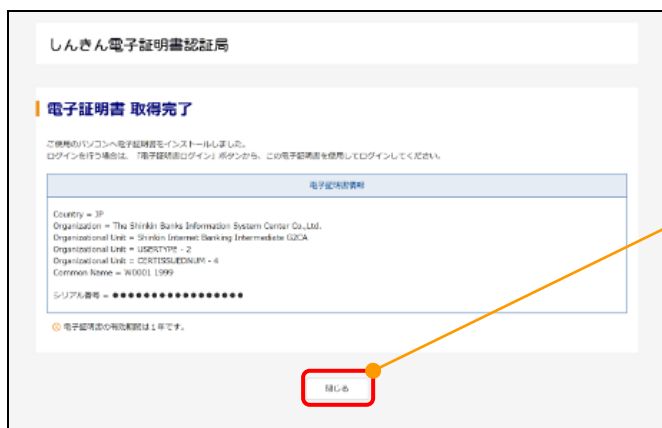 しんきん電子証明書認証局
電子証明書 取得完了
ご使用のパソコンへ電子証明書をインストールしました。
ログインを行う場合は、「電子証明書ログイン」ボタンから、この電子証明書を使用してログインしてください。
電子証明書情報
Country = JP
Organization = The Shinkin Banks Information System Center Co.,Ltd.
Organizational Unit = Shinkin Internet Banking Intermediate G2CA
Organizational Unit = USERTYPE - 2
Organizational Unit = CERTISSUEDNUM - 4
Common Name = W0001 1999
シリアル番号 = ●●●●●●●●●●●●●●●●●
電子証明書の有効期限は１年です。
閉じる